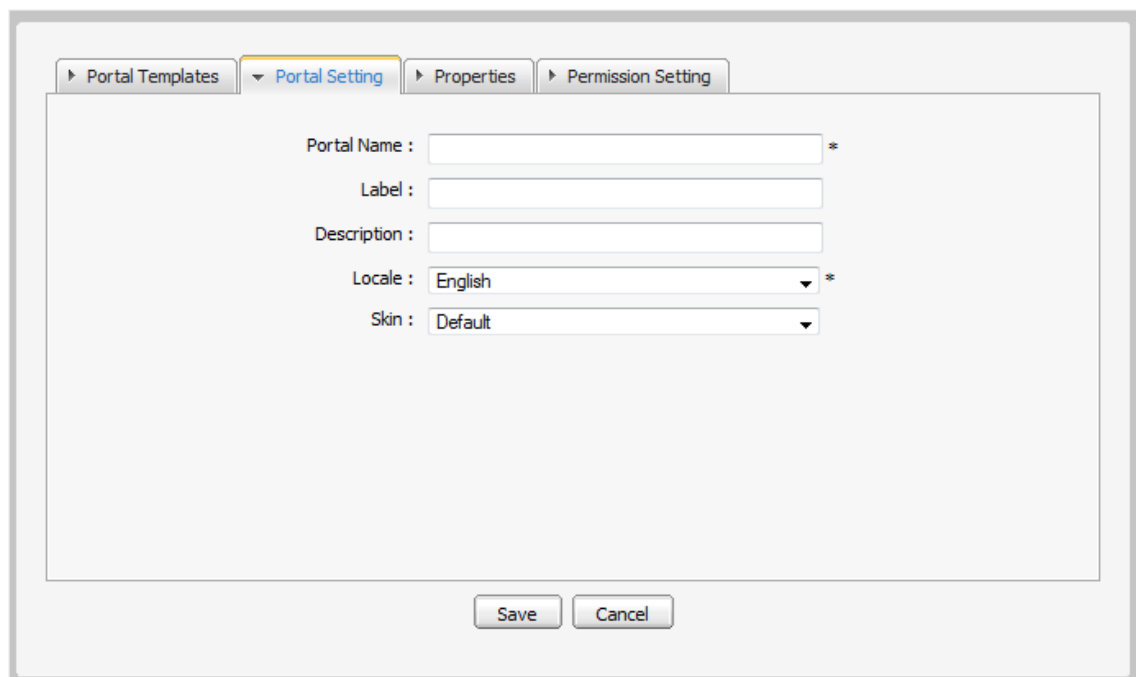 Portal Templates Portal Setting Properties Permission Setting
Portal Name : *
Label :
Description :
Locale : English *
Skin : Default
Save Cancel